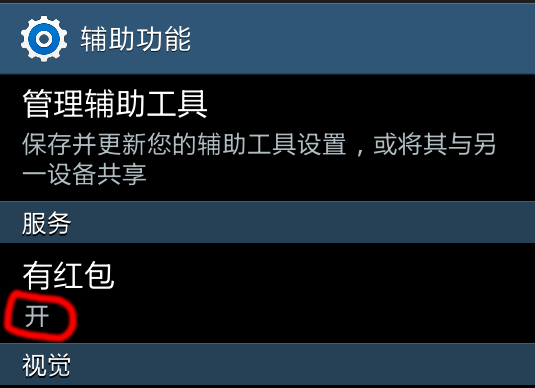 辅助功能
管理辅助工具
保存并更新您的辅助工具设置，或将其与另
一设备共享
服务
有红包
开
视觉